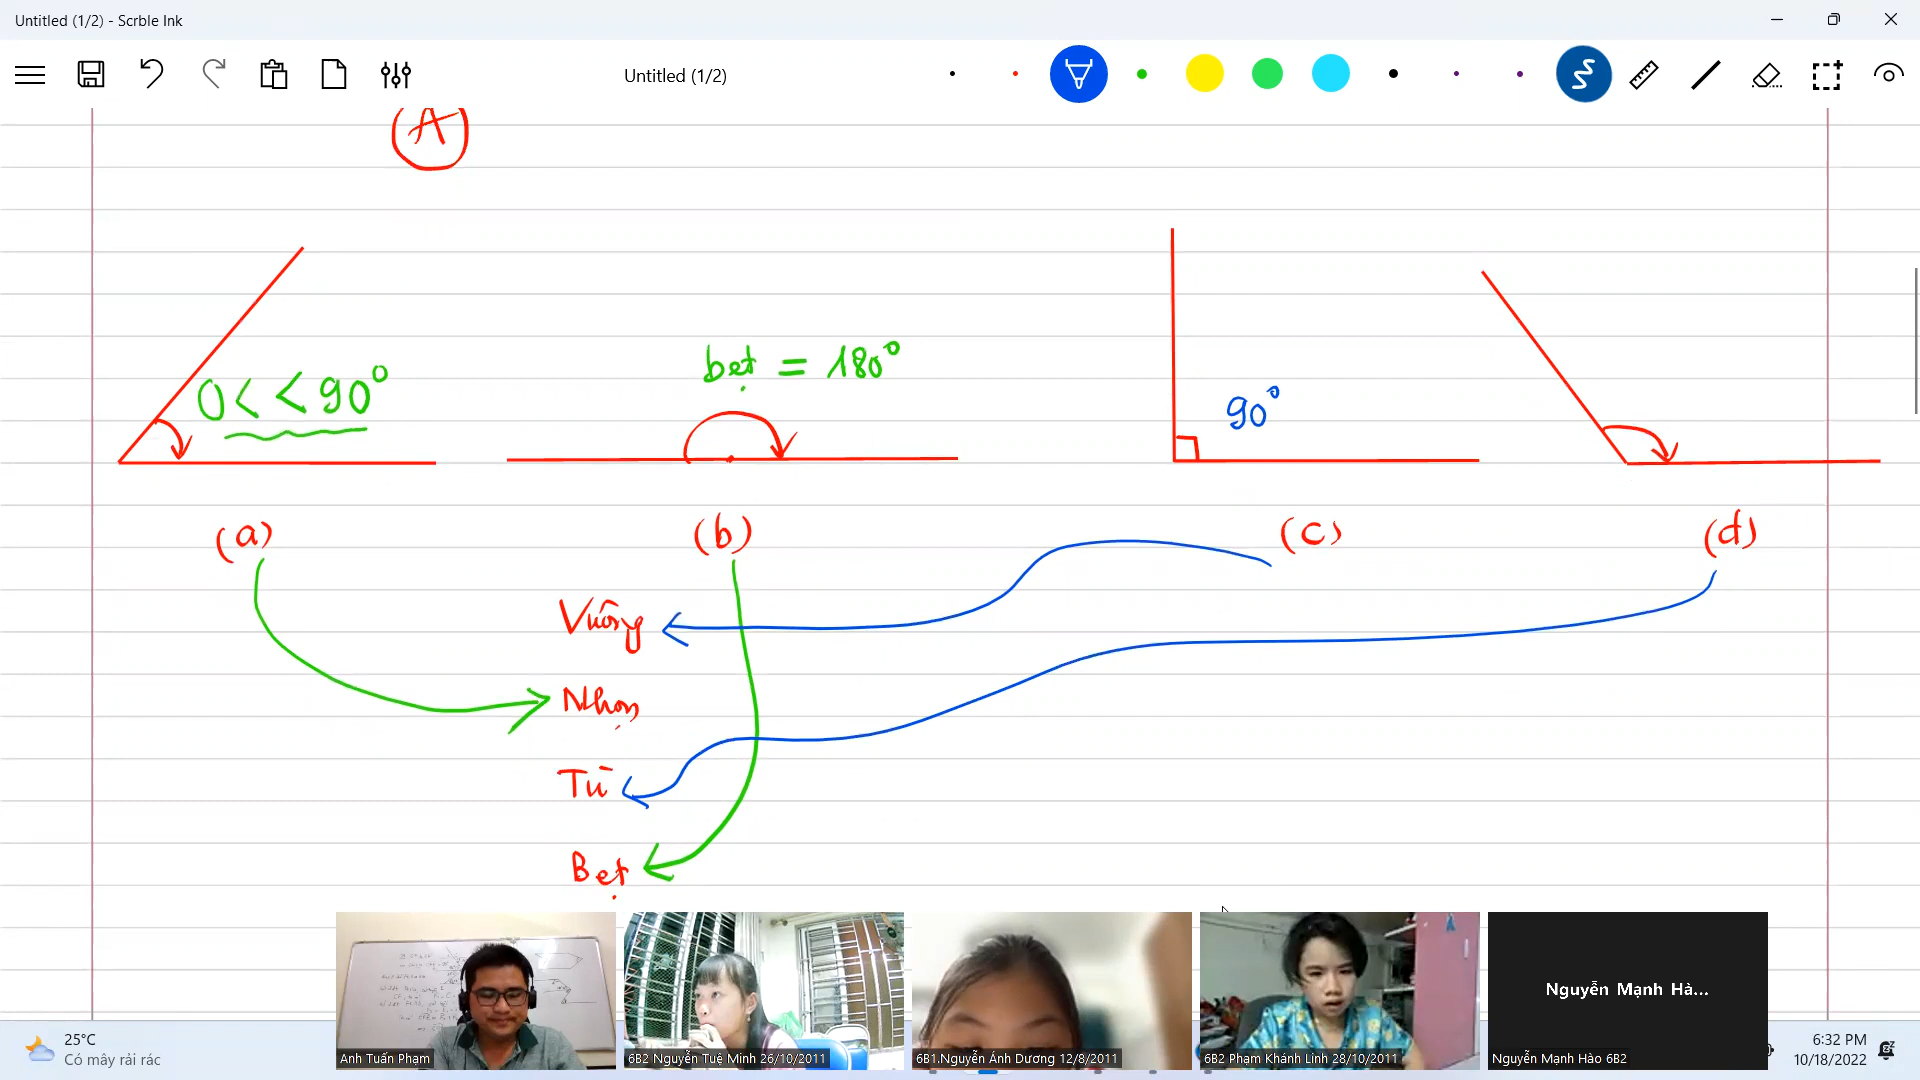 Untitled (1/2) - Scrble Ink
Untitled (1/2)
(A)
0 < < 90°
bẹt = 180°
90°
(a) (b) (c) (d)
Vuông
Nhọn
Tù
Bẹt
Anh Tuấn Phạm
6B2 Nguyễn Tuệ Minh 26/10/2011
6B1.Nguyễn Ánh Dương 12/8/2011
6B2 Phạm Khánh Linh 28/10/2011
Nguyễn Mạnh Hà...
Nguyễn Mạnh Hào 6B2
25°C
Có mây rải rác
6:32 PM
10/18/2022